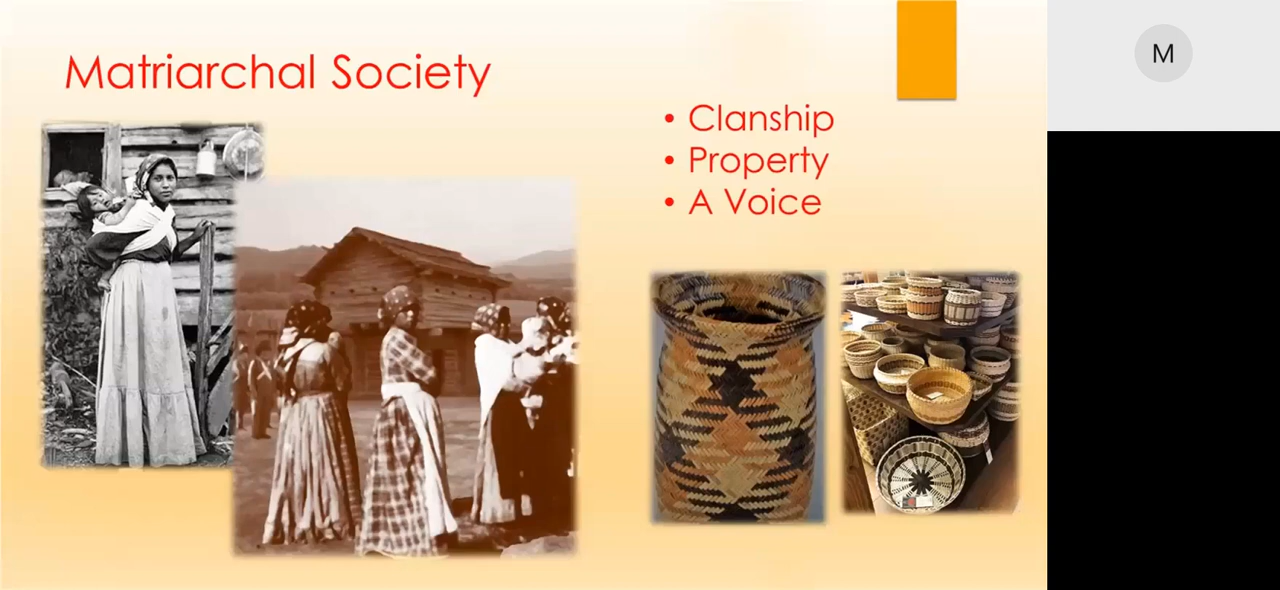 Matriarchal Society
• Clanship
• Property
• A Voice
M